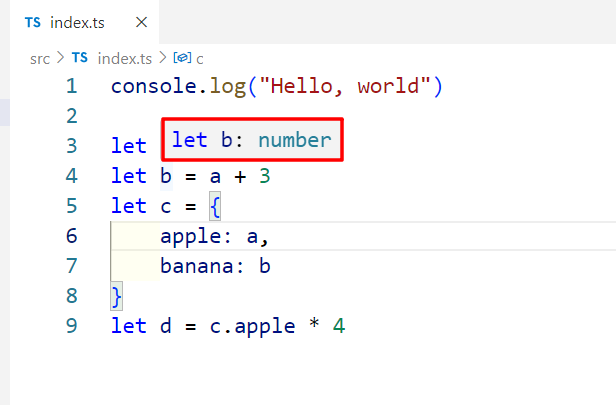 TS index.ts ×
src > TS index.ts > c
1 console.log("Hello, world")
2
3 let
let b: number
4 let b = a + 3
5 let c = {
6     apple: a,
7     banana: b
8 }
9 let d = c.apple * 4